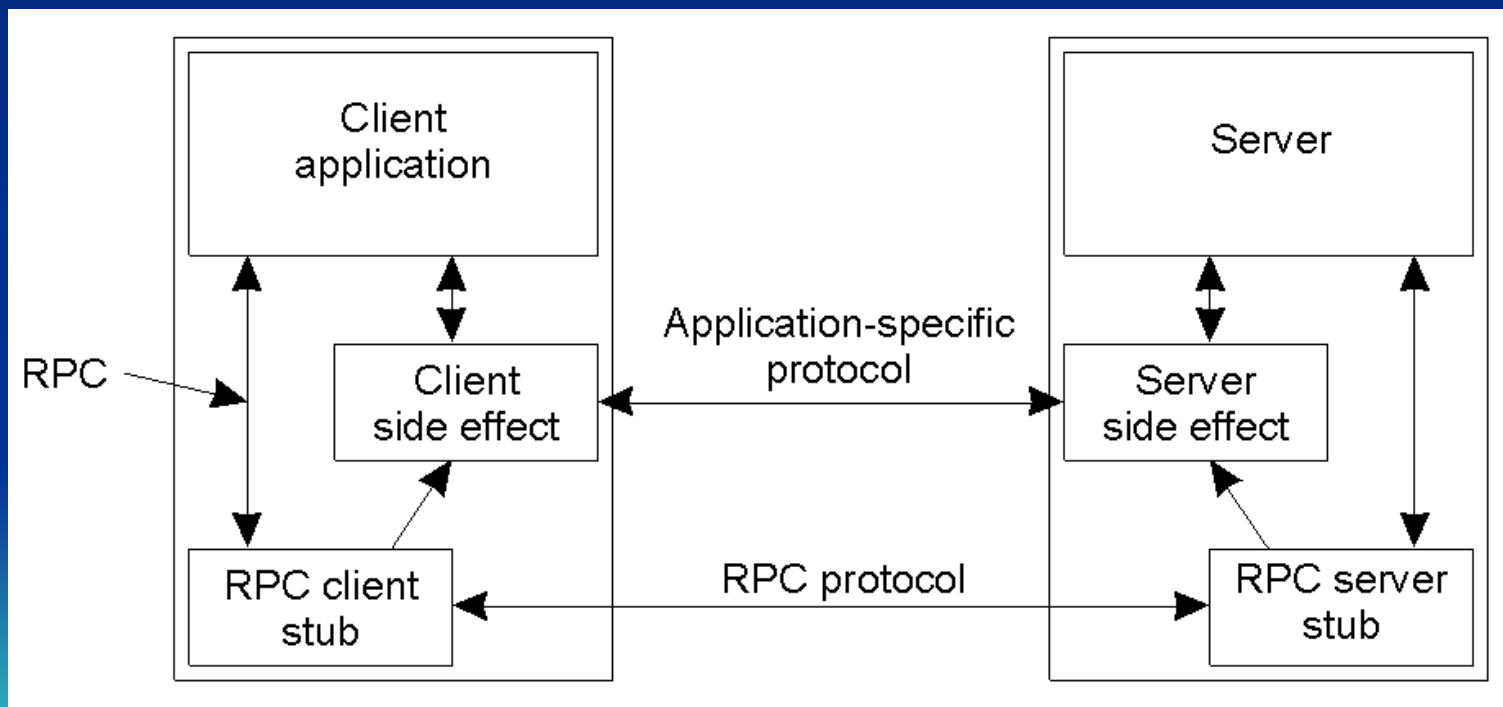 Client
application
Server
RPC
Application-specific
protocol
Client
side effect
Server
side effect
RPC client
stub
RPC protocol
RPC server
stub